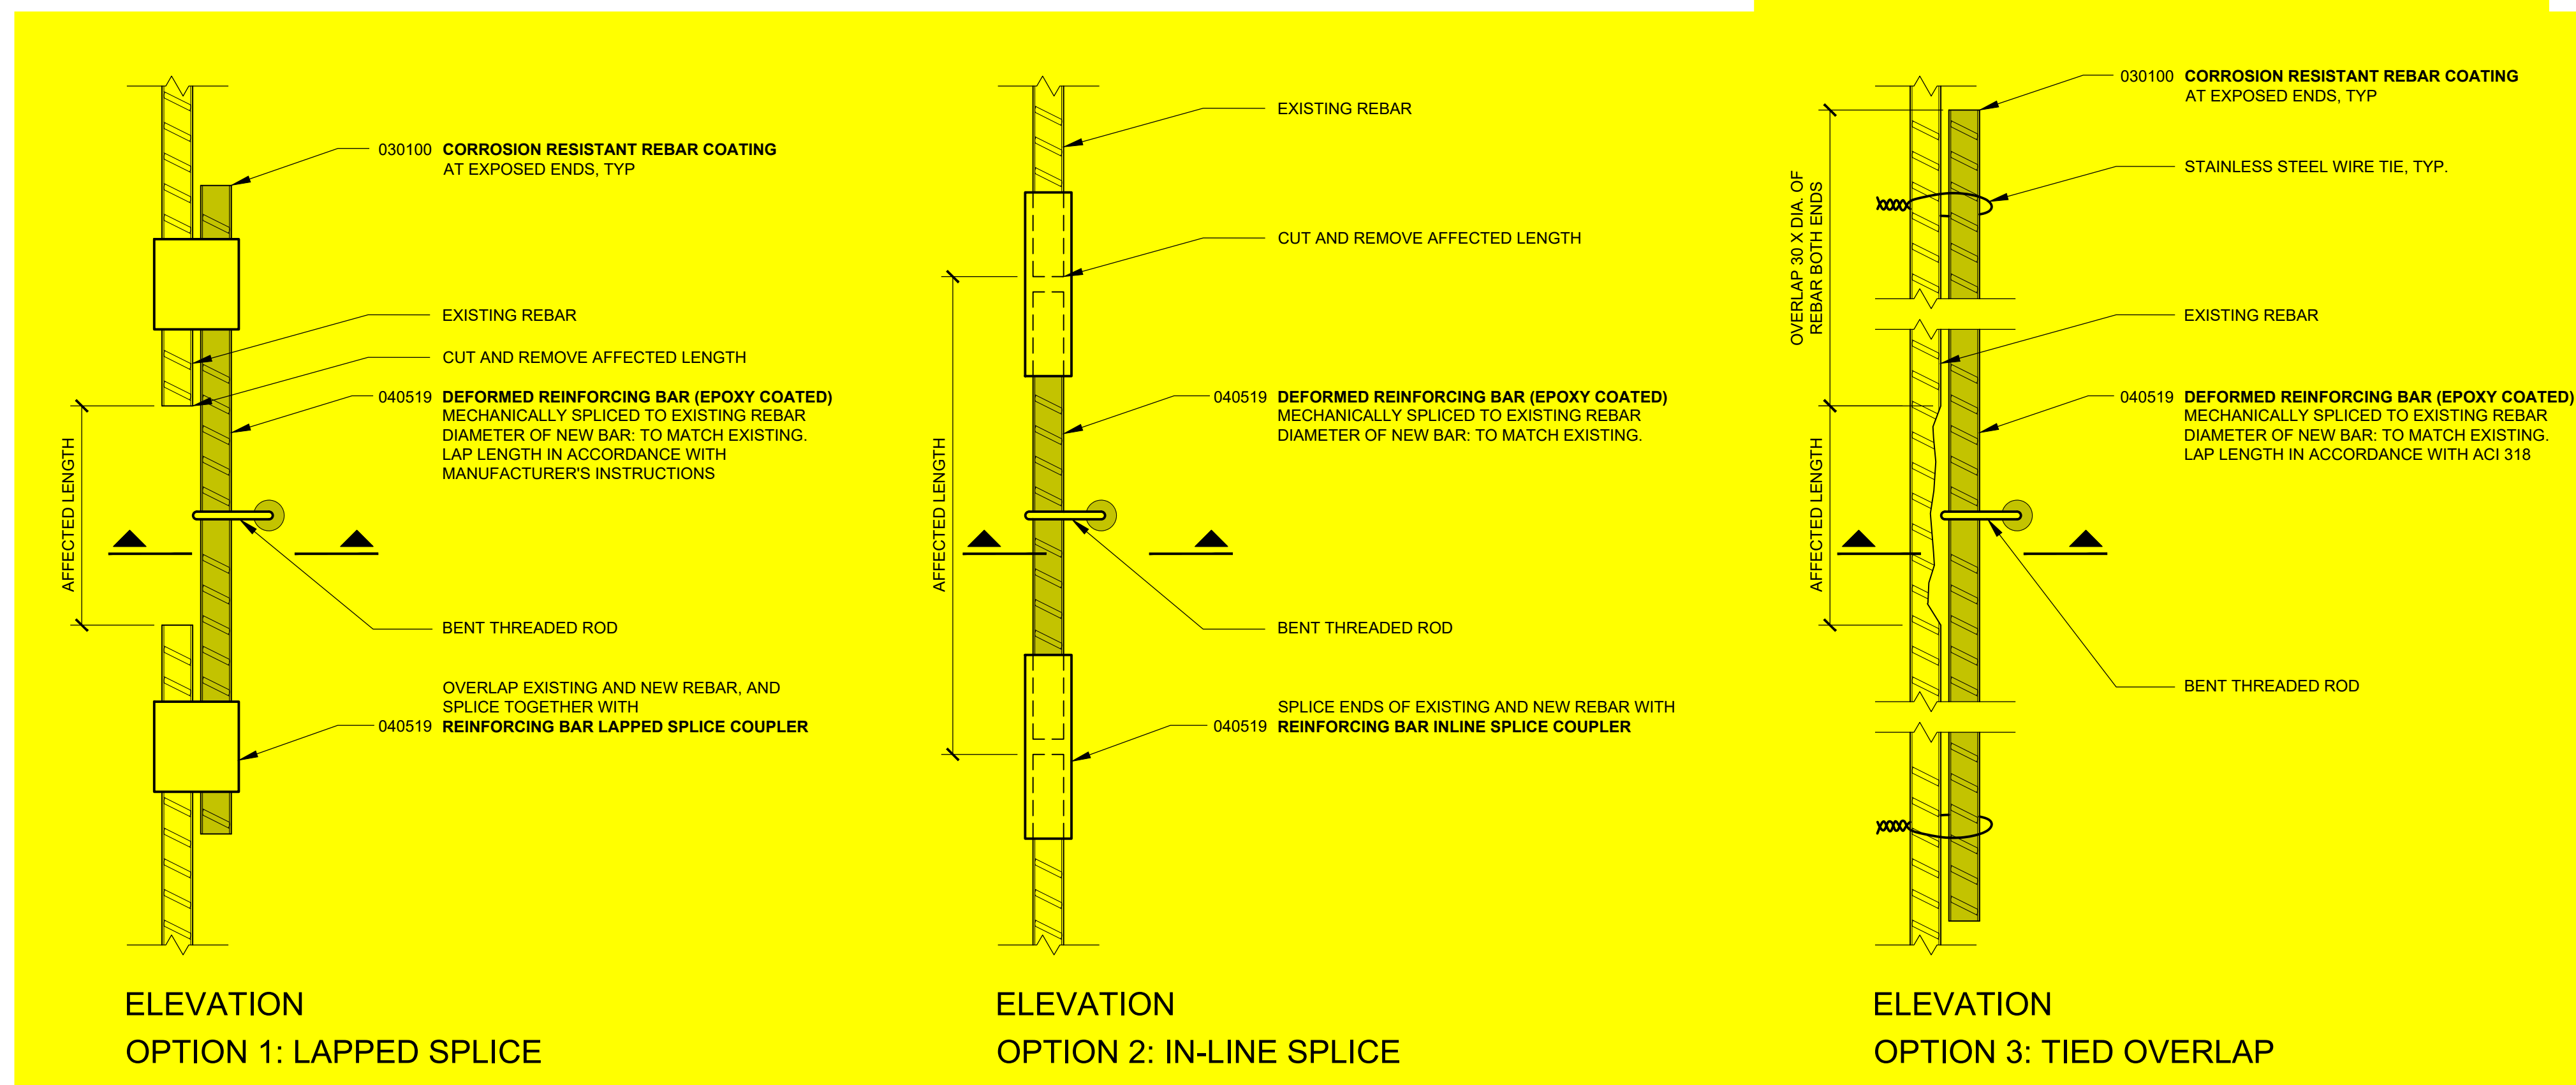 030100 CORROSION RESISTANT REBAR COATING
AT EXPOSED ENDS, TYP
EXISTING REBAR
CUT AND REMOVE AFFECTED LENGTH
040519 DEFORMED REINFORCING BAR (EPOXY COATED)
MECHANICALLY SPLICED TO EXISTING REBAR
DIAMETER OF NEW BAR: TO MATCH EXISTING.
LAP LENGTH IN ACCORDANCE WITH
MANUFACTURER'S INSTRUCTIONS
AFFECTED LENGTH
BENT THREADED ROD
OVERLAP EXISTING AND NEW REBAR, AND
SPLICE TOGETHER WITH
040519 REINFORCING BAR LAPPED SPLICE COUPLER
ELEVATION
OPTION 1: LAPPED SPLICE
EXISTING REBAR
CUT AND REMOVE AFFECTED LENGTH
040519 DEFORMED REINFORCING BAR (EPOXY COATED)
MECHANICALLY SPLICED TO EXISTING REBAR
DIAMETER OF NEW BAR: TO MATCH EXISTING.
AFFECTED LENGTH
BENT THREADED ROD
SPLICE ENDS OF EXISTING AND NEW REBAR WITH
040519 REINFORCING BAR INLINE SPLICE COUPLER
ELEVATION
OPTION 2: IN-LINE SPLICE
030100 CORROSION RESISTANT REBAR COATING
AT EXPOSED ENDS, TYP
STAINLESS STEEL WIRE TIE, TYP.
OVERLAP 30 X DIA. OF
REBAR BOTH ENDS
EXISTING REBAR
040519 DEFORMED REINFORCING BAR (EPOXY COATED)
MECHANICALLY SPLICED TO EXISTING REBAR
DIAMETER OF NEW BAR: TO MATCH EXISTING.
LAP LENGTH IN ACCORDANCE WITH ACI 318
AFFECTED LENGTH
BENT THREADED ROD
ELEVATION
OPTION 3: TIED OVERLAP